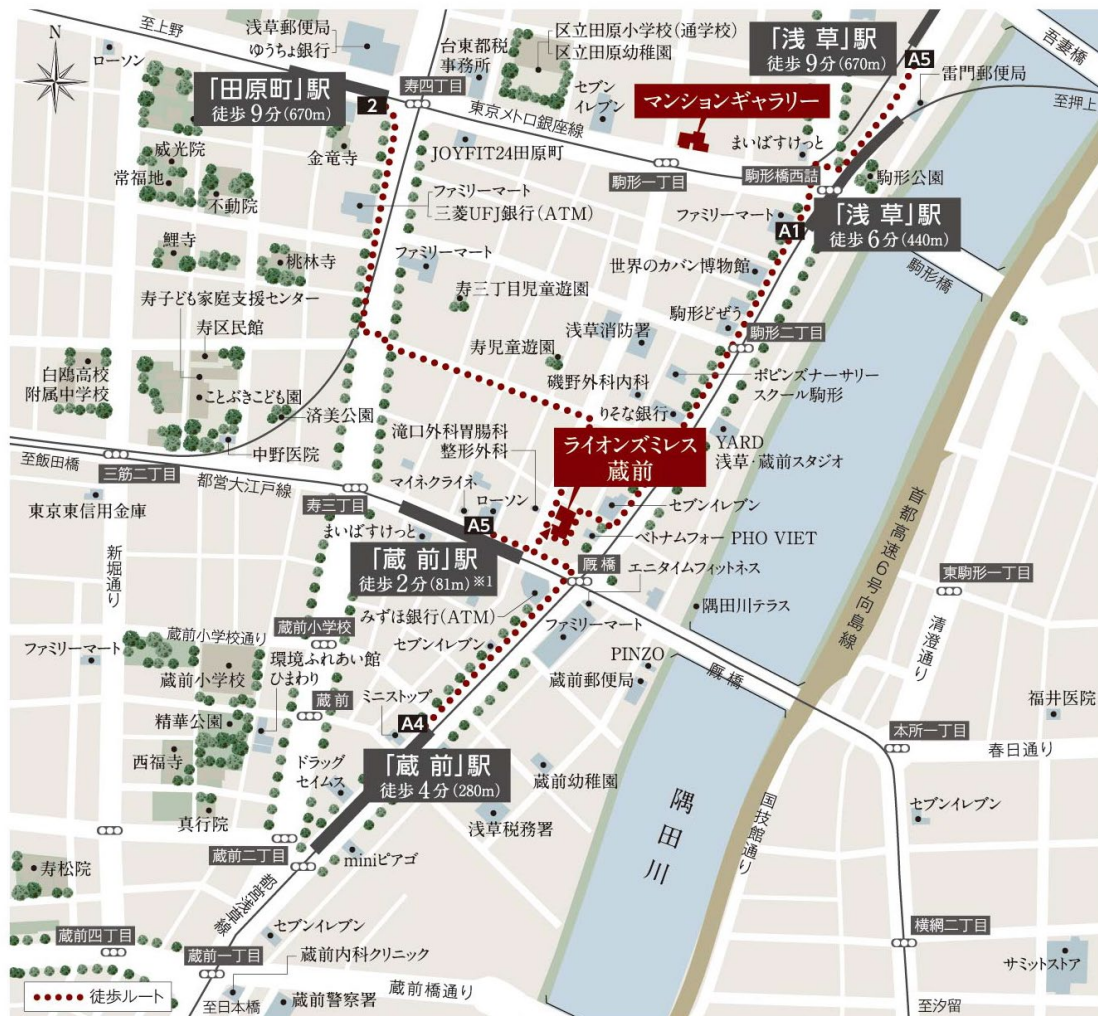 至上野
浅草郵便局
ゆうちょ銀行
ローソン
N
台東都税
事務所
区立田原小学校(通学校)
区立田原幼稚園
「浅草」駅
徒歩9分(670m)
A5
雷門郵便局
吾妻橋
至押上
「田原町」駅
徒歩9分(670m)
2
寿四丁目
東京メトロ銀座線
セブン
イレブン
マンションギャラリー
まいばすけっと
駒形橋西詰
駒形公園
威光院
常福地
不動院
金竜寺
JOYFIT24田原町
駒形一丁目
ファミリーマート
三菱UFJ銀行(ATM)
ファミリーマート
A1
「浅草」駅
徒歩6分(440m)
駒形橋
鯉寺
桃林寺
ファミリーマート
世界のカバン博物館
寿子ども家庭支援センター
寿区民館
寿三丁目児童遊園
駒形どぜう
駒形二丁目
浅草消防署
寿児童遊園
白鴎高校
附属中学校
ことぶきこども園
済美公園
中野医院
磯野外科内科
ポピンズナーサリー
スクール駒形
りそな銀行
YARD
浅草・蔵前スタジオ
滝口外科胃腸科
整形外科
ライオンズミレス
蔵前
至飯田橋
三筋二丁目
都営大江戸線
寿三丁目
マイネクライネ
ローソン
セブンイレブン
東京東信用金庫
まいばすけっと
A5
ベトナムフォー PHO VIET
首都高速6号向島線
新堀通り
「蔵前」駅
徒歩2分(81m)※1
厩橋
エニタイムフィットネス
東駒形一丁目
みずほ銀行(ATM)
隅田川テラス
清澄通り
蔵前小学校通り
蔵前小学校
セブンイレブン
ファミリーマート
ファミリーマート
蔵前小学校
環境ふれあい館
ひまわり
PINZO
蔵前郵便局
厩橋
福井医院
精華公園
蔵前
ミニストップ
A4
本所一丁目
春日通り
西福寺
ドラッグ
セイムス
「蔵前」駅
徒歩4分(280m)
蔵前幼稚園
隅田川
国技館通り
セブンイレブン
真行院
浅草税務署
蔵前二丁目
miniピアゴ
寿松院
都営浅草線
蔵前四丁目
蔵前一丁目
セブンイレブン
蔵前内科クリニック
横網二丁目
サミットストア
徒歩ルート
至日本橋
蔵前警察署
蔵前橋通り
至汐留